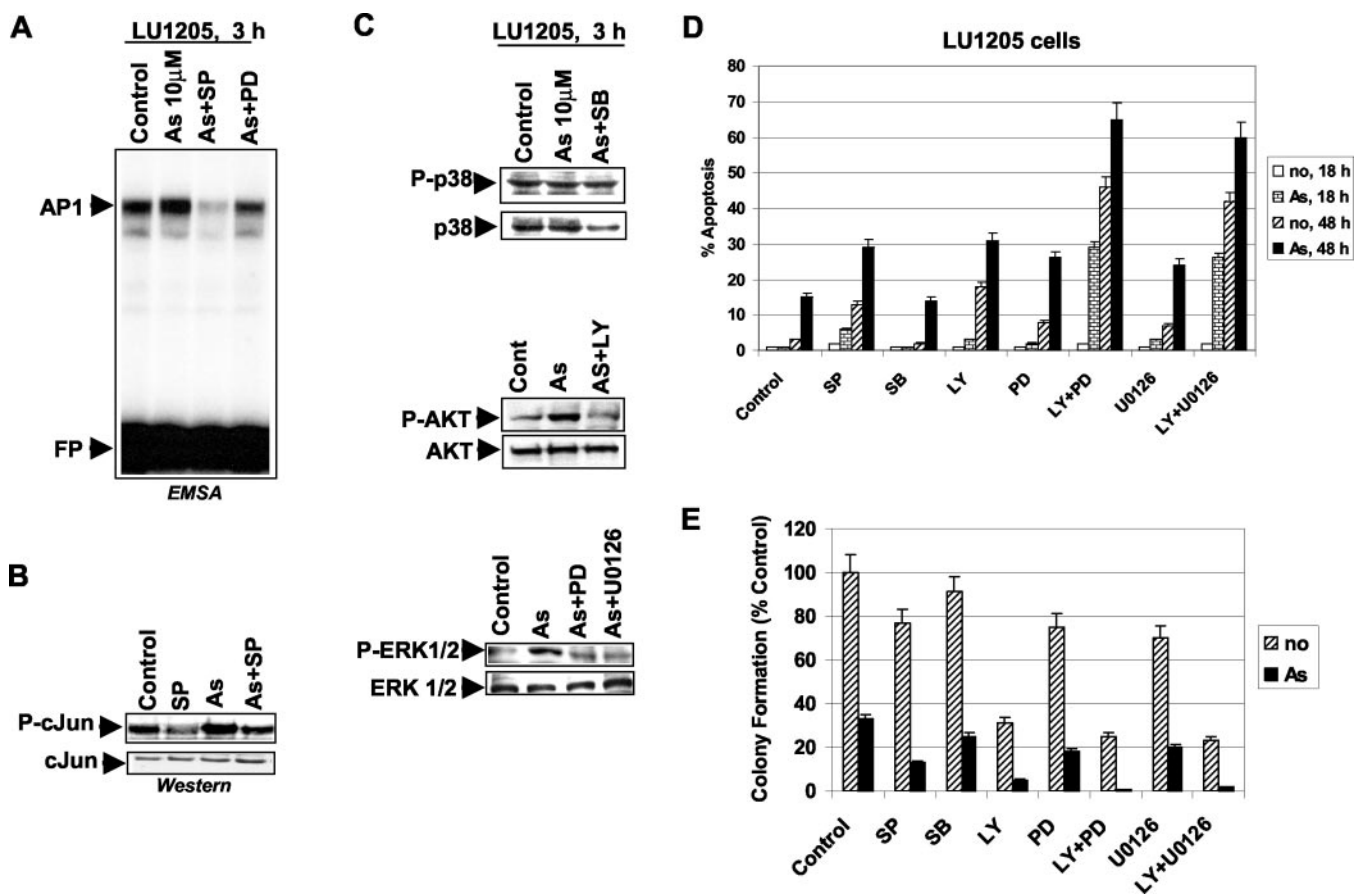 A
LU1205, 3 h
Control
As 10μM
As+SP
As+PD
AP1
FP
EMSA
B
Control
SP
As
As+SP
P-cJun
cJun
Western
C
LU1205, 3 h
Control
As 10μM
As+SB
P-p38
p38
Cont
As
AS+LY
P-AKT
AKT
Control
As
As+PD
As+U0126
P-ERK1/2
ERK 1/2
D
LU1205 cells
% Apoptosis
80
70
60
50
40
30
20
10
0
Control
SP
SB
LY
PD
LY+PD
U0126
LY+U0126
no, 18 h
As, 18 h
no, 48 h
As, 48 h
E
Colony Formation (% Control)
120
100
80
60
40
20
0
Control
SP
SB
LY
PD
LY+PD
U0126
LY+U0126
no
As